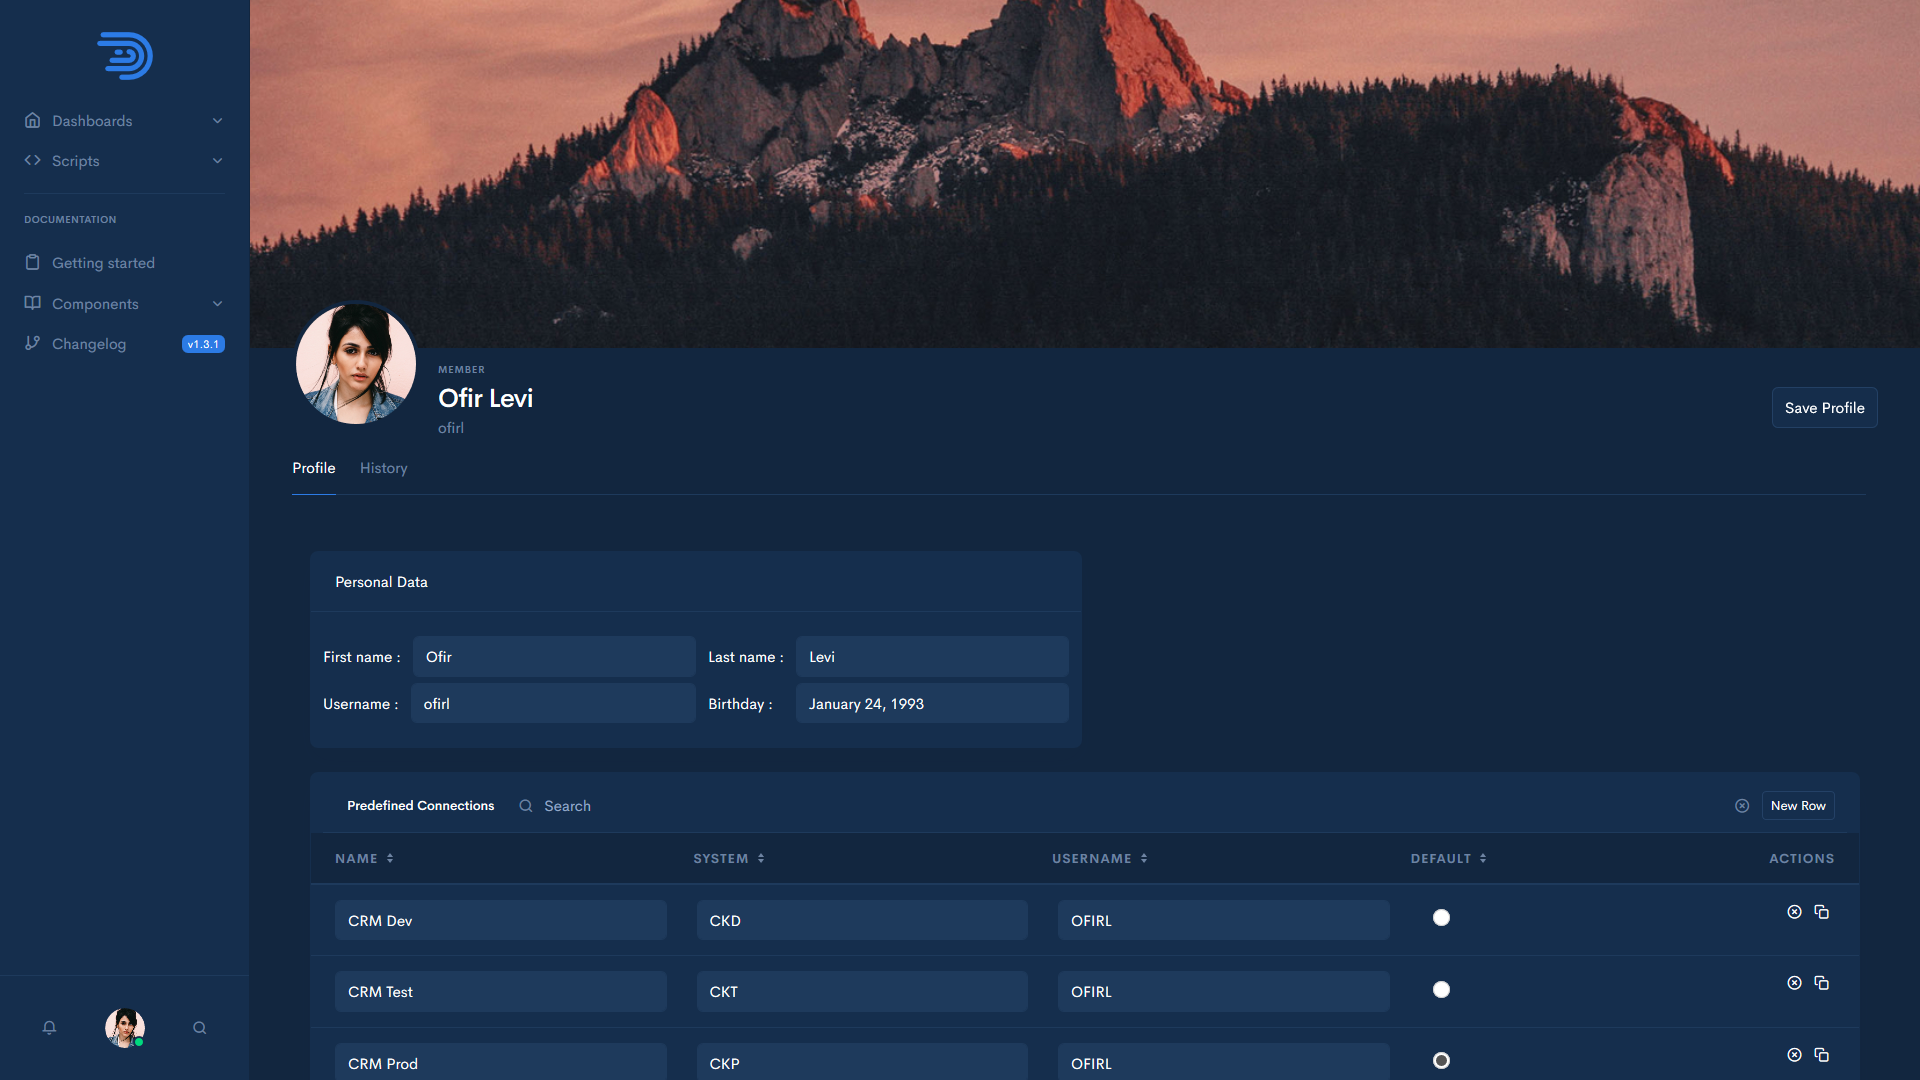 Dashboards
Scripts
DOCUMENTATION
Getting started
Components
Changelog v1.3.1
MEMBER
Ofir Levi
ofirl
Save Profile
Profile History
Personal Data
First name : Ofir Last name : Levi
Username : ofirl Birthday : January 24, 1993
Predefined Connections Search New Row
NAME SYSTEM USERNAME DEFAULT ACTIONS
CRM Dev CKD OFIRL
CRM Test CKT OFIRL
CRM Prod CKP OFIRL